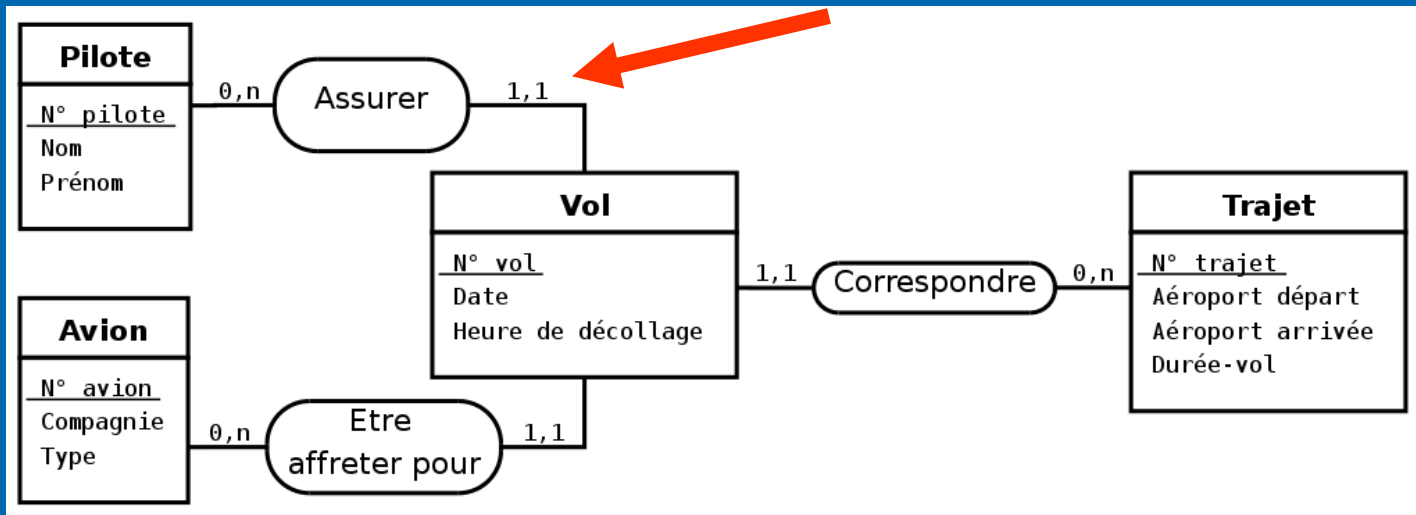 Pilote
N° pilote
Nom
Prénom
0,n
Assurer
1,1
Vol
N° vol
Date
Heure de décollage
1,1
Correspondre
0,n
Trajet
N° trajet
Aéroport départ
Aéroport arrivée
Durée-vol
Avion
N° avion
Compagnie
Type
0,n
Etre
affreter pour
1,1